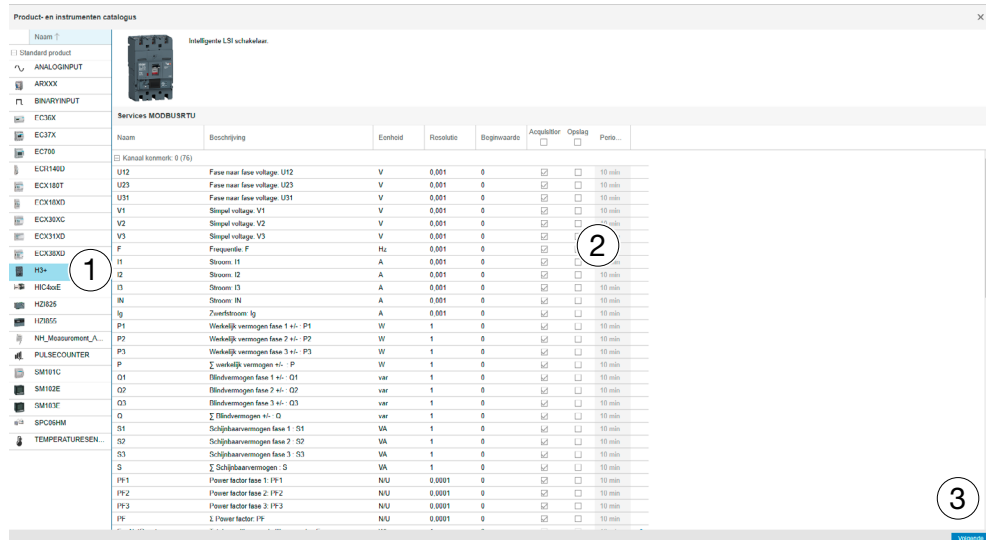 Product- en instrumenten catalogus
Naam ↑
Standard product
ANALOGINPUT
ARXXX
BINARYINPUT
EC36X
EC37X
EC700
ECR140D
ECX180T
ECX18XD
ECX30XC
ECX31XD
ECX38XD
H3+
HIC4xxE
HZI825
HZI855
NH_Measurement_A...
PULSECOUNTER
SM101C
SM102E
SM103E
SPC05HM
TEMPERATURESEN...
1
Intelligente LSI schakelaar.
Services MODBUSRTU
Naam Beschrijving Eenheid Resolutie Beginwaarde Acquisitior Opslag Perio...
Kanaal kenmerk: 0 (76)
U12 Fase naar fase voltage: U12 V 0,001 0 10 min
U23 Fase naar fase voltage: U23 V 0,001 0 10 min
U31 Fase naar fase voltage: U31 V 0,001 0 10 min
V1 Simpel voltage: V1 V 0,001 0 10 min
V2 Simpel voltage: V2 V 0,001 0 10 min
V3 Simpel voltage: V3 V 0,001 0
F Frequentie: F Hz 0,001 0
I1 Stroom: I1 A 0,001 0 10 min
I2 Stroom: I2 A 0,001 0 10 min
I3 Stroom: I3 A 0,001 0 10 min
IN Stroom: IN A 0,001 0 10 min
Ig Zwerfstroom: Ig A 0,001 0 10 min
P1 Werkelijk vermogen fase 1 +/- : P1 W 1 0 10 min
P2 Werkelijk vermogen fase 2 +/- : P2 W 1 0 10 min
P3 Werkelijk vermogen fase 3 +/- : P3 W 1 0 10 min
P ∑ werkelijk vermogen +/- : P W 1 0 10 min
Q1 Blindvermogen fase 1 +/- : Q1 var 1 0 10 min
Q2 Blindvermogen fase 2 +/- : Q2 var 1 0 10 min
Q3 Blindvermogen fase 3 +/- : Q3 var 1 0 10 min
Q ∑ Blindvermogen +/- : Q var 1 0 10 min
S1 Schijnbaarvermogen fase 1 : S1 VA 1 0 10 min
S2 Schijnbaarvermogen fase 2 : S2 VA 1 0 10 min
S3 Schijnbaarvermogen fase 3 : S3 VA 1 0 10 min
S ∑ Schijnbaarvermogen : S VA 1 0 10 min
PF1 Power factor fase 1: PF1 N/U 0,0001 0 10 min
PF2 Power factor fase 2: PF2 N/U 0,0001 0 10 min
PF3 Power factor fase 3: PF3 N/U 0,0001 0 10 min
PF Σ Power factor: PF N/U 0,0001 0 10 min
2
3
Volgende